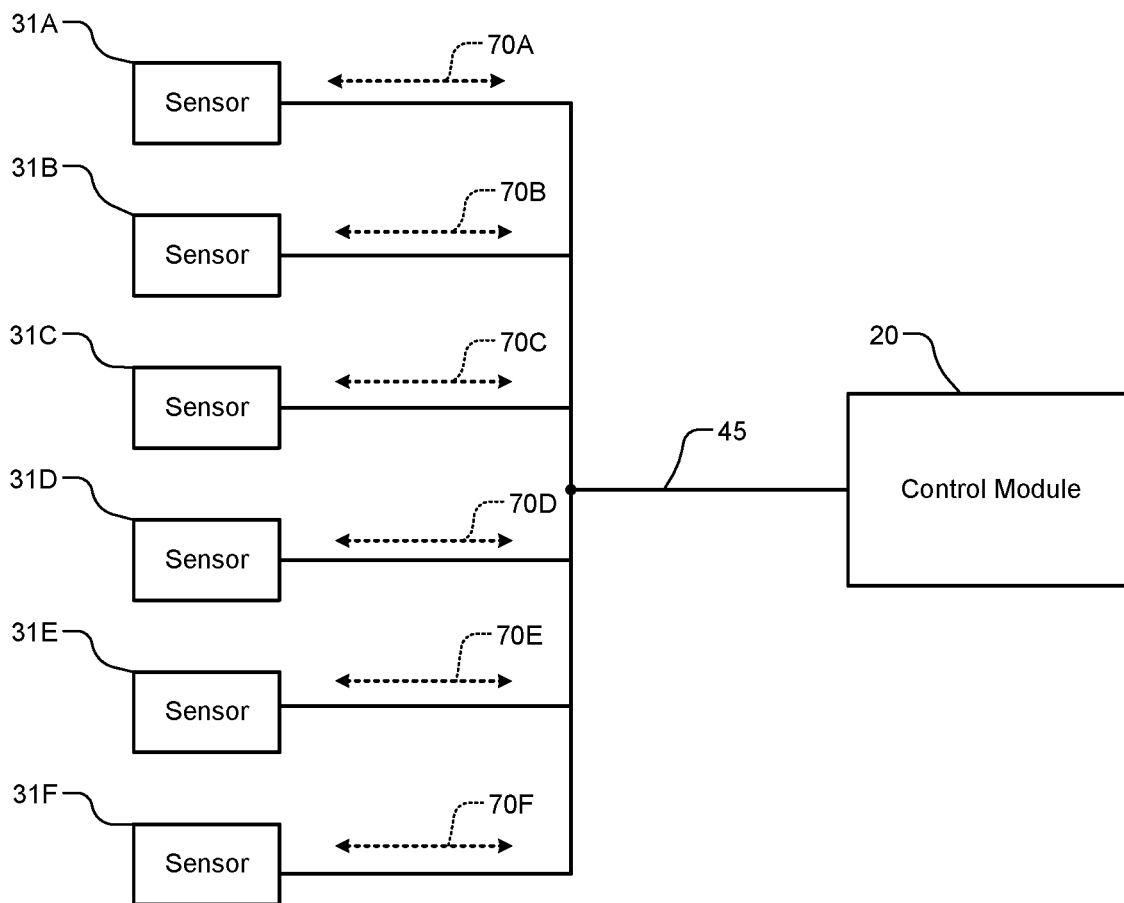 31A
70A
Sensor
31B
70B
Sensor
31C
70C
Sensor
20
45
Control Module
31D
70D
Sensor
31E
70E
Sensor
31F
70F
Sensor